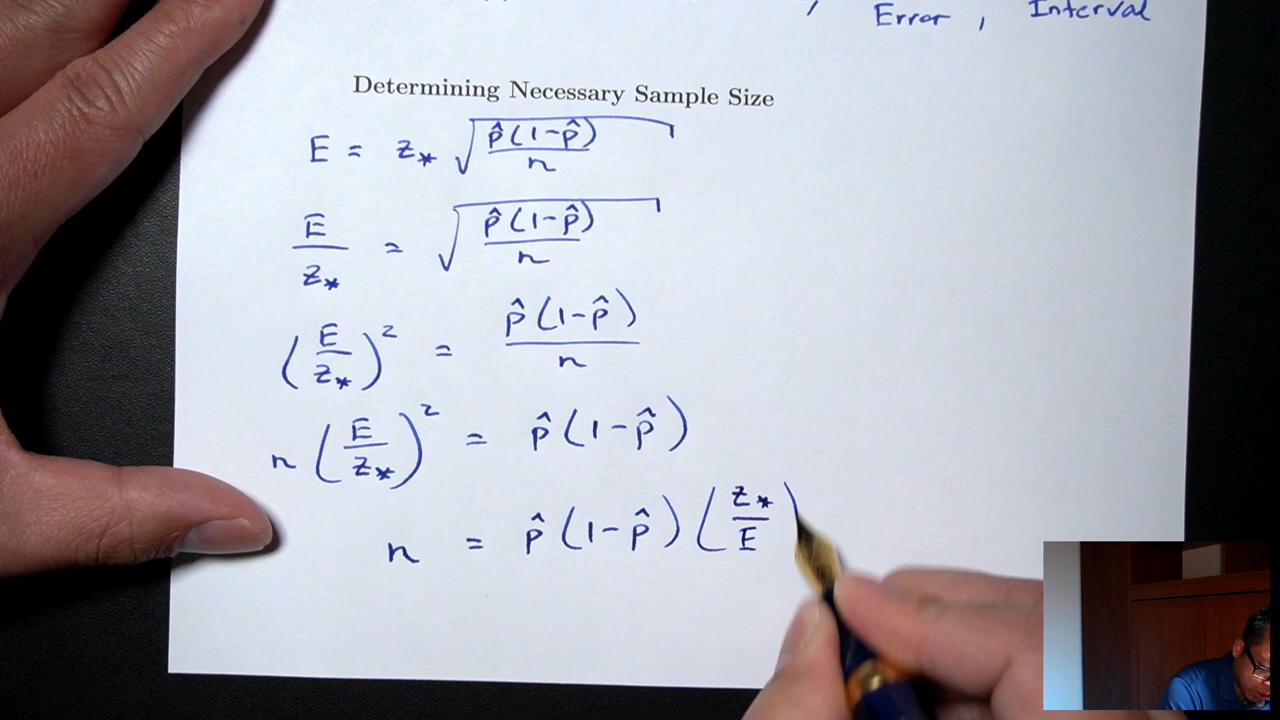 Error , Interval
Determining Necessary Sample Size
E = z* √(p̂(1-p̂)/n)
E/z* = √(p̂(1-p̂)/n)
(E/z*)² = p̂(1-p̂)/n
n(E/z*)² = p̂(1-p̂)
n = p̂(1-p̂)(z*/E)